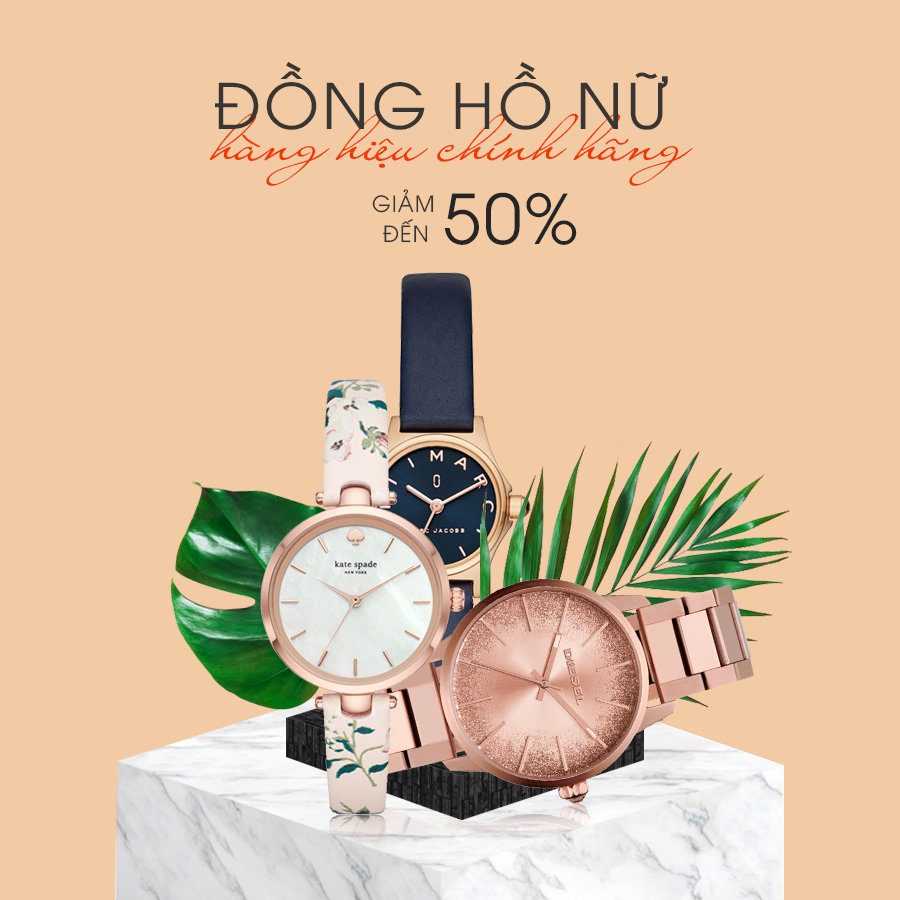 ĐỒNG HỒ NỮ
hàng hiệu chính hãng
GIẢM
ĐẾN
50%
MARC J
JACOBS
kate spade
NEW YORK
DIESEL